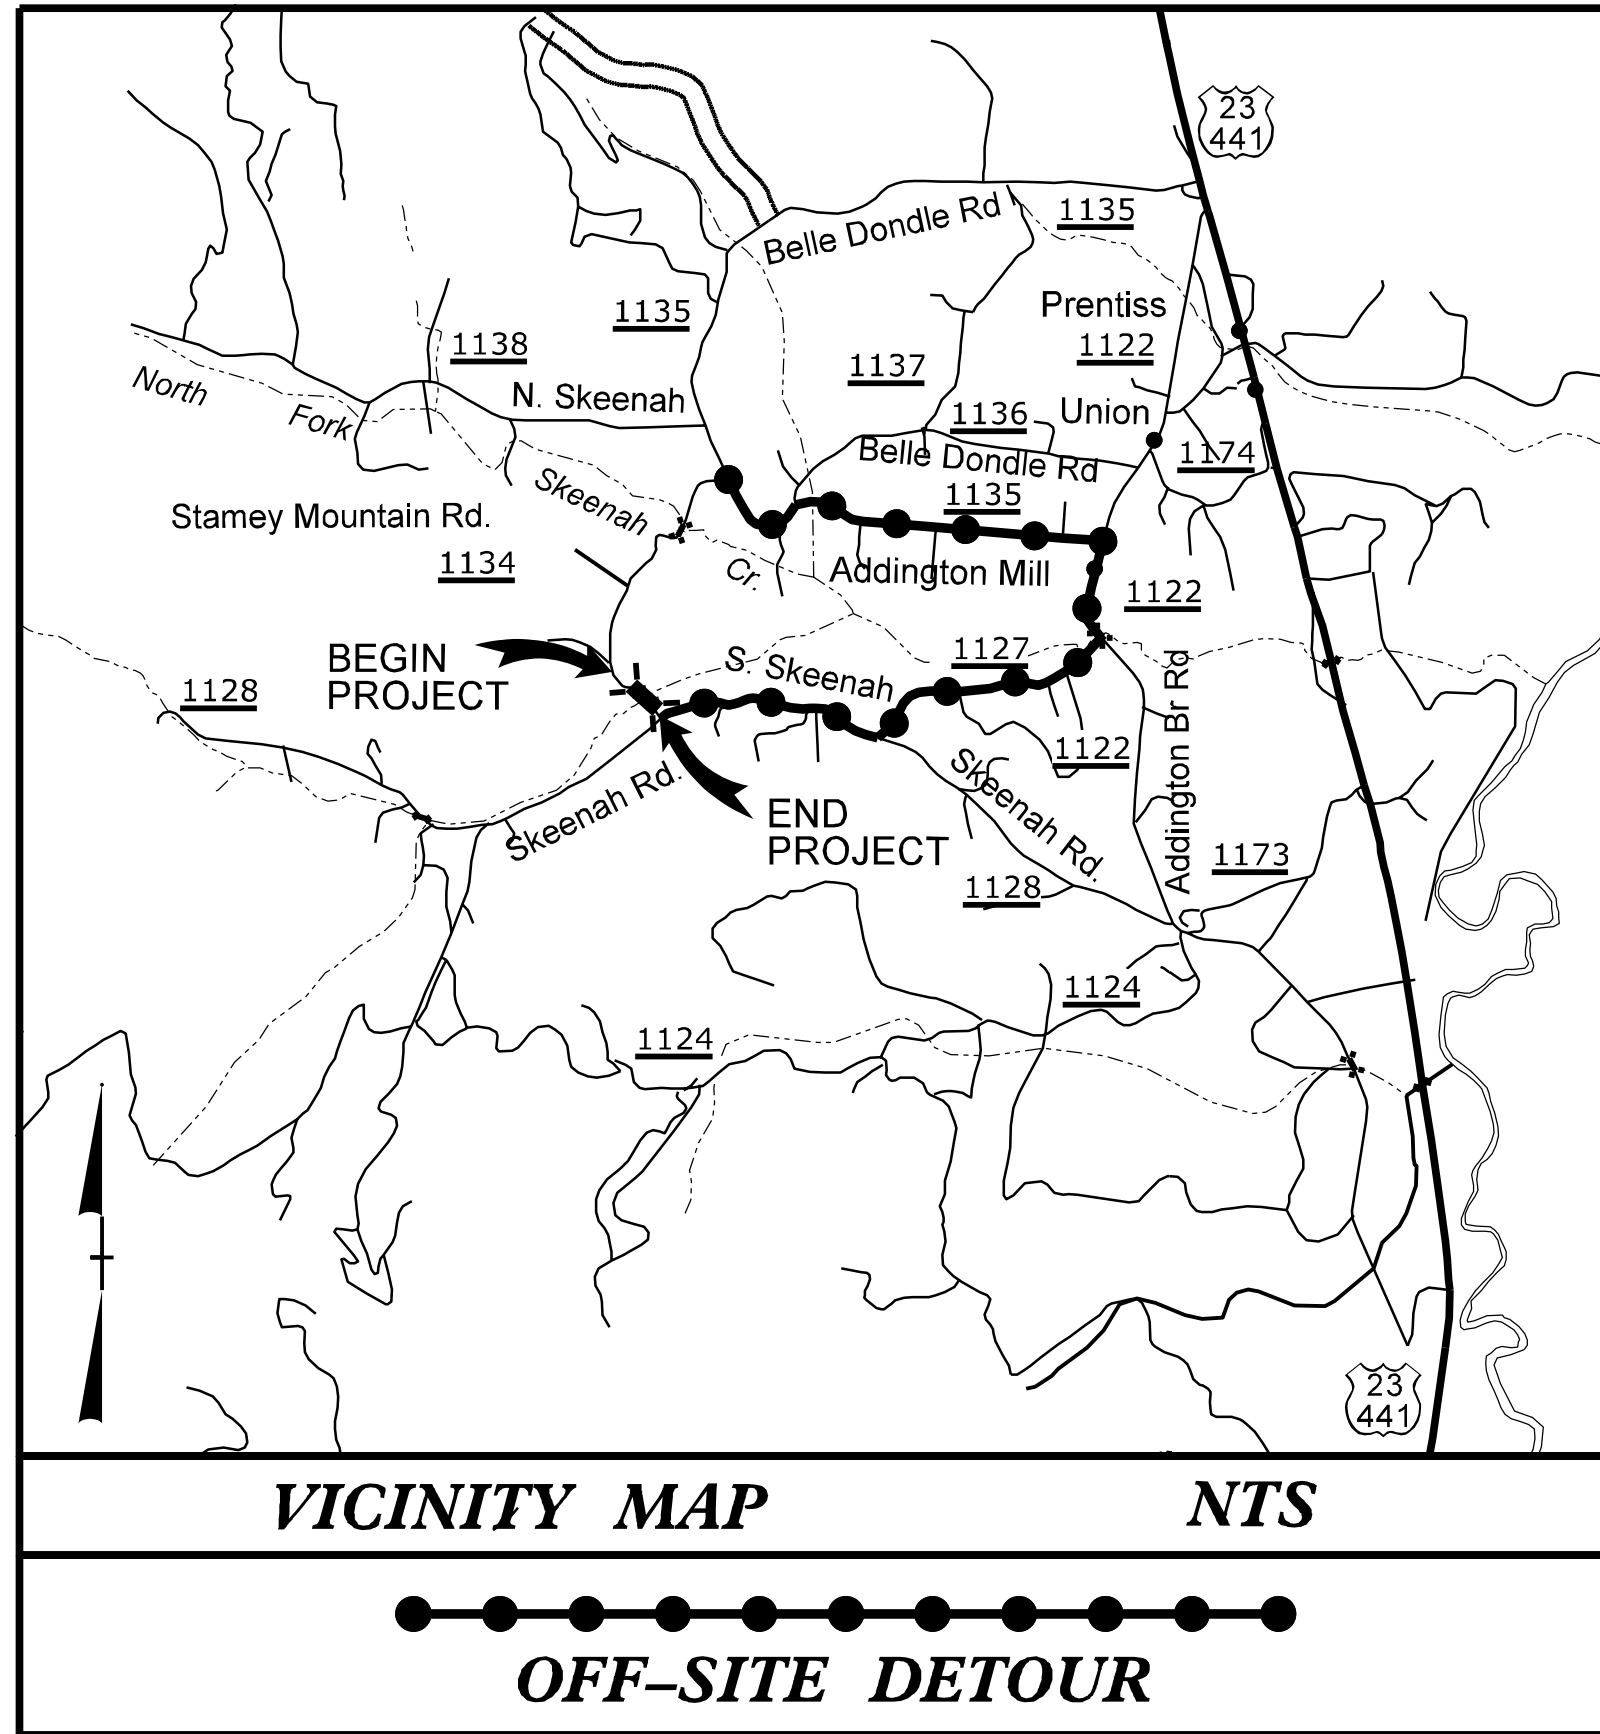 23
441
Belle Dondle Rd
1135
Prentiss
1122
1135
1138
1137
North
Fork
N. Skeenah
1136
Union
Belle Dondle Rd
1174
1135
Skeenah
Stamey Mountain Rd.
1134
Cr.
Addington Mill
1122
BEGIN
PROJECT
1128
S. Skeenah
1127
Addington Br Rd
1122
Skeenah Rd.
END
PROJECT
Skeenah Rd.
1173
1128
1124
1124
23
441
VICINITY MAP
NTS
OFF-SITE DETOUR